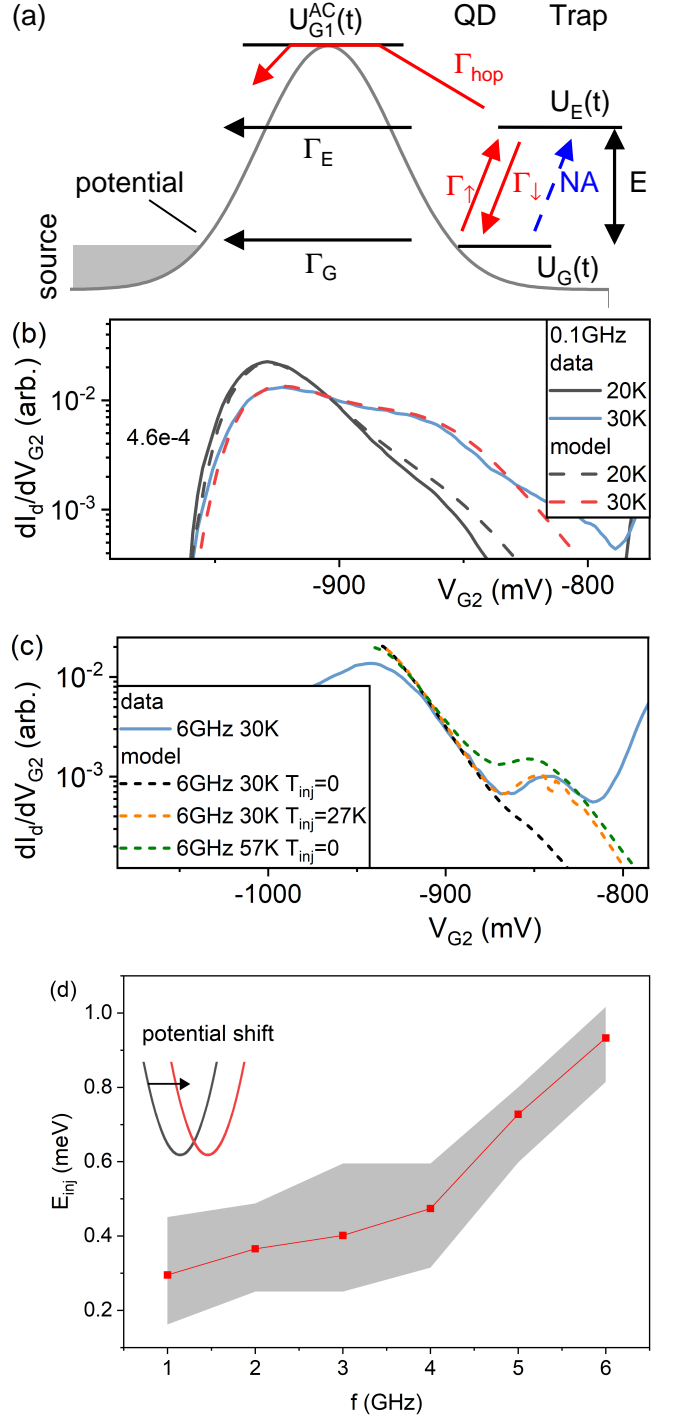 (a)
U_G1^AC(t)
QD
Trap
Γ_hop
U_E(t)
Γ_E
Γ↑
Γ↓
NA
E
potential
source
Γ_G
U_G(t)
(b)
dI_d/dV_G2 (arb.)
10^-2
10^-3
4.6e-4
0.1GHz
data
20K
30K
model
20K
30K
-900
-800
V_G2 (mV)
(c)
dI_d/dV_G2 (arb.)
10^-2
10^-3
data
6GHz 30K
model
6GHz 30K T_inj=0
6GHz 30K T_inj=27K
6GHz 57K T_inj=0
-1000
-900
-800
V_G2 (mV)
(d)
potential shift
E_inj (meV)
1.0
0.8
0.6
0.4
0.2
1 2 3 4 5 6
f (GHz)